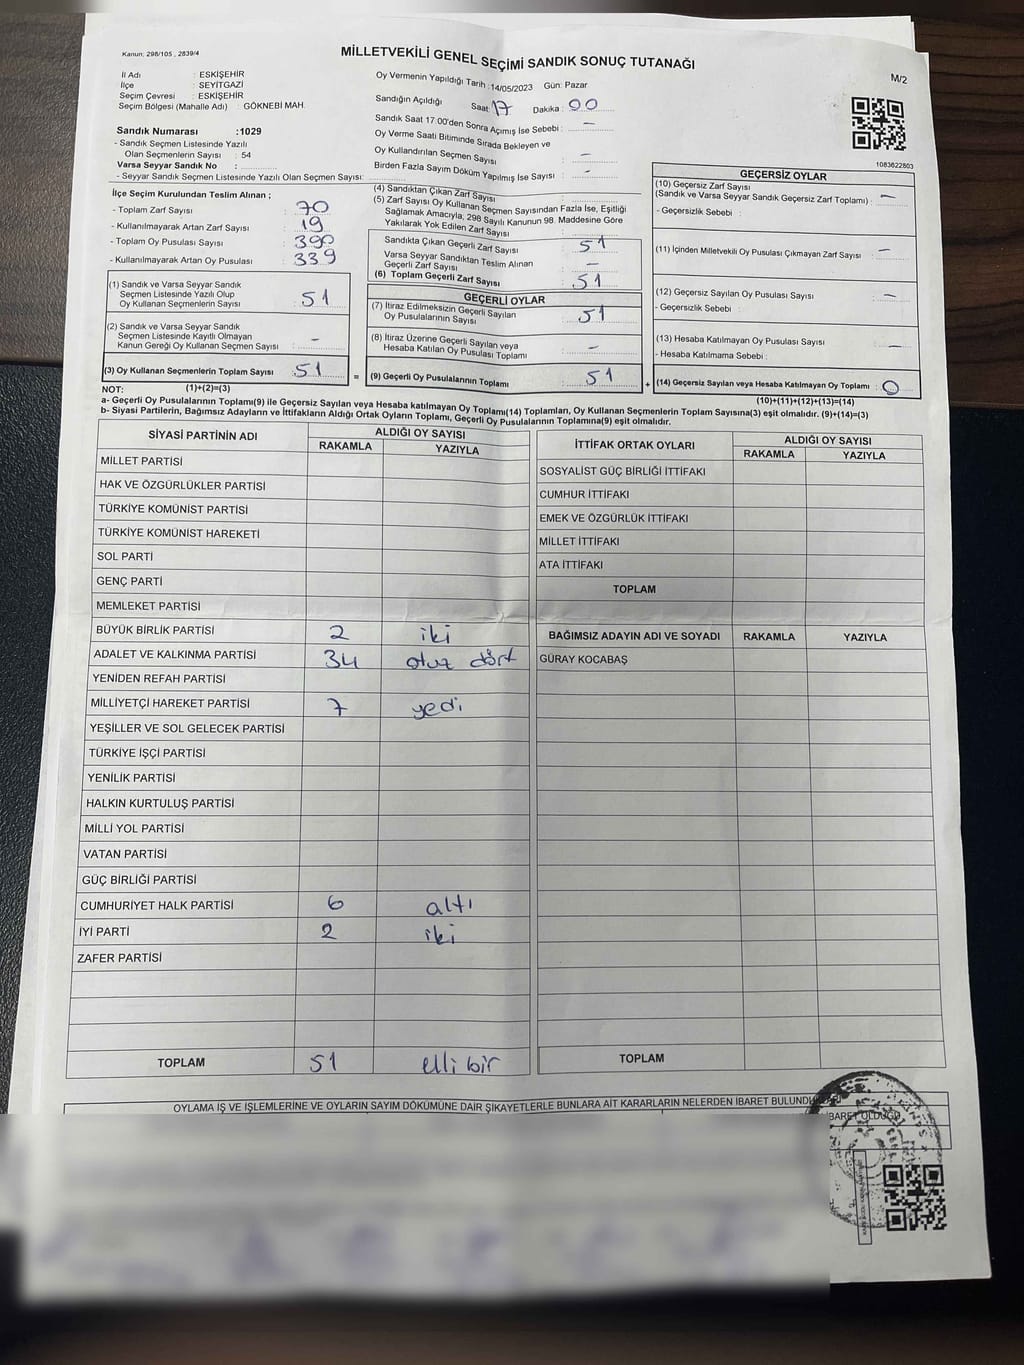 Kanun: 298/105 , 2839/4
MİLLETVEKİLİ GENEL SEÇİMİ SANDIK SONUÇ TUTANAĞI
M/2
İl Adı : ESKİŞEHİR
İlçe : SEYİTGAZİ
Seçim Çevresi : ESKİŞEHİR
Seçim Bölgesi (Mahalle Adı) : GÖKNEBİ MAH.
Sandık Numarası :1029
- Sandık Seçmen Listesinde Yazılı
Olan Seçmenlerin Sayısı : 54
Varsa Seyyar Sandık No :
- Seyyar Sandık Seçmen Listesinde Yazılı Olan Seçmen Sayısı:
Oy Vermenin Yapıldığı Tarih :14/05/2023 Gün: Pazar
Sandığın Açıldığı Saat: 17 Dakika : 00
Sandık Saat 17.00'den Sonra Açımış İse Sebebi : -
Oy Verme Saati Bitiminde Sırada Bekleyen ve
Oy Kullandırılan Seçmen Sayısı : -
Birden Fazla Sayım Döküm Yapılmış İse Sayısı : -
1083622803
İlçe Seçim Kurulundan Teslim Alınan ;
- Toplam Zarf Sayısı : 70
- Kullanılmayarak Artan Zarf Sayısı : 19
- Toplam Oy Pusulası Sayısı : 390
- Kullanılmayarak Artan Oy Pusulası : 339
(4) Sandıktan Çıkan Zarf Sayısı :
(5) Zarf Sayısı Oy Kullanan Seçmen Sayısından Fazla İse, Eşitliği
Sağlamak Amacıyla, 298 Sayılı Kanunun 98. Maddesine Göre
Yakılarak Yok Edilen Zarf Sayısı :
Sandıkta Çıkan Geçerli Zarf Sayısı : 51
Varsa Seyyar Sandıktan Teslim Alınan
Geçerli Zarf Sayısı : -
(6) Toplam Geçerli Zarf Sayısı : 51
GEÇERLİ OYLAR
(7) İtiraz Edilmeksizin Geçerli Sayılan
Oy Pusulalarının Sayısı : 51
(8) İtiraz Üzerine Geçerli Sayılan veya
Hesaba Katılan Oy Pusulası Toplamı : -
(9) Geçerli Oy Pusulalarının Toplamı : 51
(1) Sandık ve Varsa Seyyar Sandık
Seçmen Listesinde Yazılı Olup
Oy Kullanan Seçmenlerin Sayısı : 51
(2) Sandık ve Varsa Seyyar Sandık
Seçmen Listesinde Kayıtlı Olmayan
Kanun Gereği Oy Kullanan Seçmen Sayısı : -
(3) Oy Kullanan Seçmenlerin Toplam Sayısı : 51
=
+
GEÇERSİZ OYLAR
(10) Geçersiz Zarf Sayısı
(Sandık ve Varsa Seyyar Sandık Geçersiz Zarf Toplamı) : -
- Geçersizlik Sebebi :
(11) İçinden Milletvekili Oy Pusulası Çıkmayan Zarf Sayısı : -
(12) Geçersiz Sayılan Oy Pusulası Sayısı : -
- Geçersizlik Sebebi :
(13) Hesaba Katılmayan Oy Pusulası Sayısı : -
- Hesaba Katılmama Sebebi :
(14) Geçersiz Sayılan veya Hesaba Katılmayan Oy Toplamı : 0
NOT: (1)+(2)=(3)
(10)+(11)+(12)+(13)=(14)
a- Geçerli Oy Pusulalarının Toplamı(9) ile Geçersiz Sayılan veya Hesaba katılmayan Oy Toplamı(14) Toplamları, Oy Kullanan Seçmenlerin Toplam Sayısına(3) eşit olmalıdır. (9)+(14)=(3)
b- Siyasi Partilerin, Bağımsız Adayların ve İttifakların Aldığı Ortak Oyların Toplamı, Geçerli Oy Pusulalarının Toplamına(9) eşit olmalıdır.
SİYASİ PARTİNİN ADI
ALDIĞI OY SAYISI
RAKAMLA YAZIYLA
MİLLET PARTİSİ
HAK VE ÖZGÜRLÜKLER PARTİSİ
TÜRKİYE KOMÜNİST PARTİSİ
TÜRKİYE KOMÜNİST HAREKETİ
SOL PARTİ
GENÇ PARTİ
MEMLEKET PARTİSİ
BÜYÜK BİRLİK PARTİSİ 2 iki
ADALET VE KALKINMA PARTİSİ 34 otuz dört
YENİDEN REFAH PARTİSİ
MİLLİYETÇİ HAREKET PARTİSİ 7 yedi
YEŞİLLER VE SOL GELECEK PARTİSİ
TÜRKİYE İŞÇİ PARTİSİ
YENİLİK PARTİSİ
HALKIN KURTULUŞ PARTİSİ
MİLLİ YOL PARTİSİ
VATAN PARTİSİ
GÜÇ BİRLİĞİ PARTİSİ
CUMHURİYET HALK PARTİSİ 6 altı
İYİ PARTİ 2 iki
ZAFER PARTİSİ
TOPLAM 51 elli bir
İTTİFAK ORTAK OYLARI
ALDIĞI OY SAYISI
RAKAMLA YAZIYLA
SOSYALİST GÜÇ BİRLİĞİ İTTİFAKI
CUMHUR İTTİFAKI
EMEK VE ÖZGÜRLÜK İTTİFAKI
MİLLET İTTİFAKI
ATA İTTİFAKI
TOPLAM
BAĞIMSIZ ADAYIN ADI VE SOYADI RAKAMLA YAZIYLA
GÜRAY KOCABAŞ
TOPLAM
OYLAMA İŞ VE İŞLEMLERİNE VE OYLARIN SAYIM DÖKÜMÜNE DAİR ŞİKAYETLERLE BUNLARA AİT KARARLARIN NELERDEN İBARET BULUNDU
BARET OLDUĞU